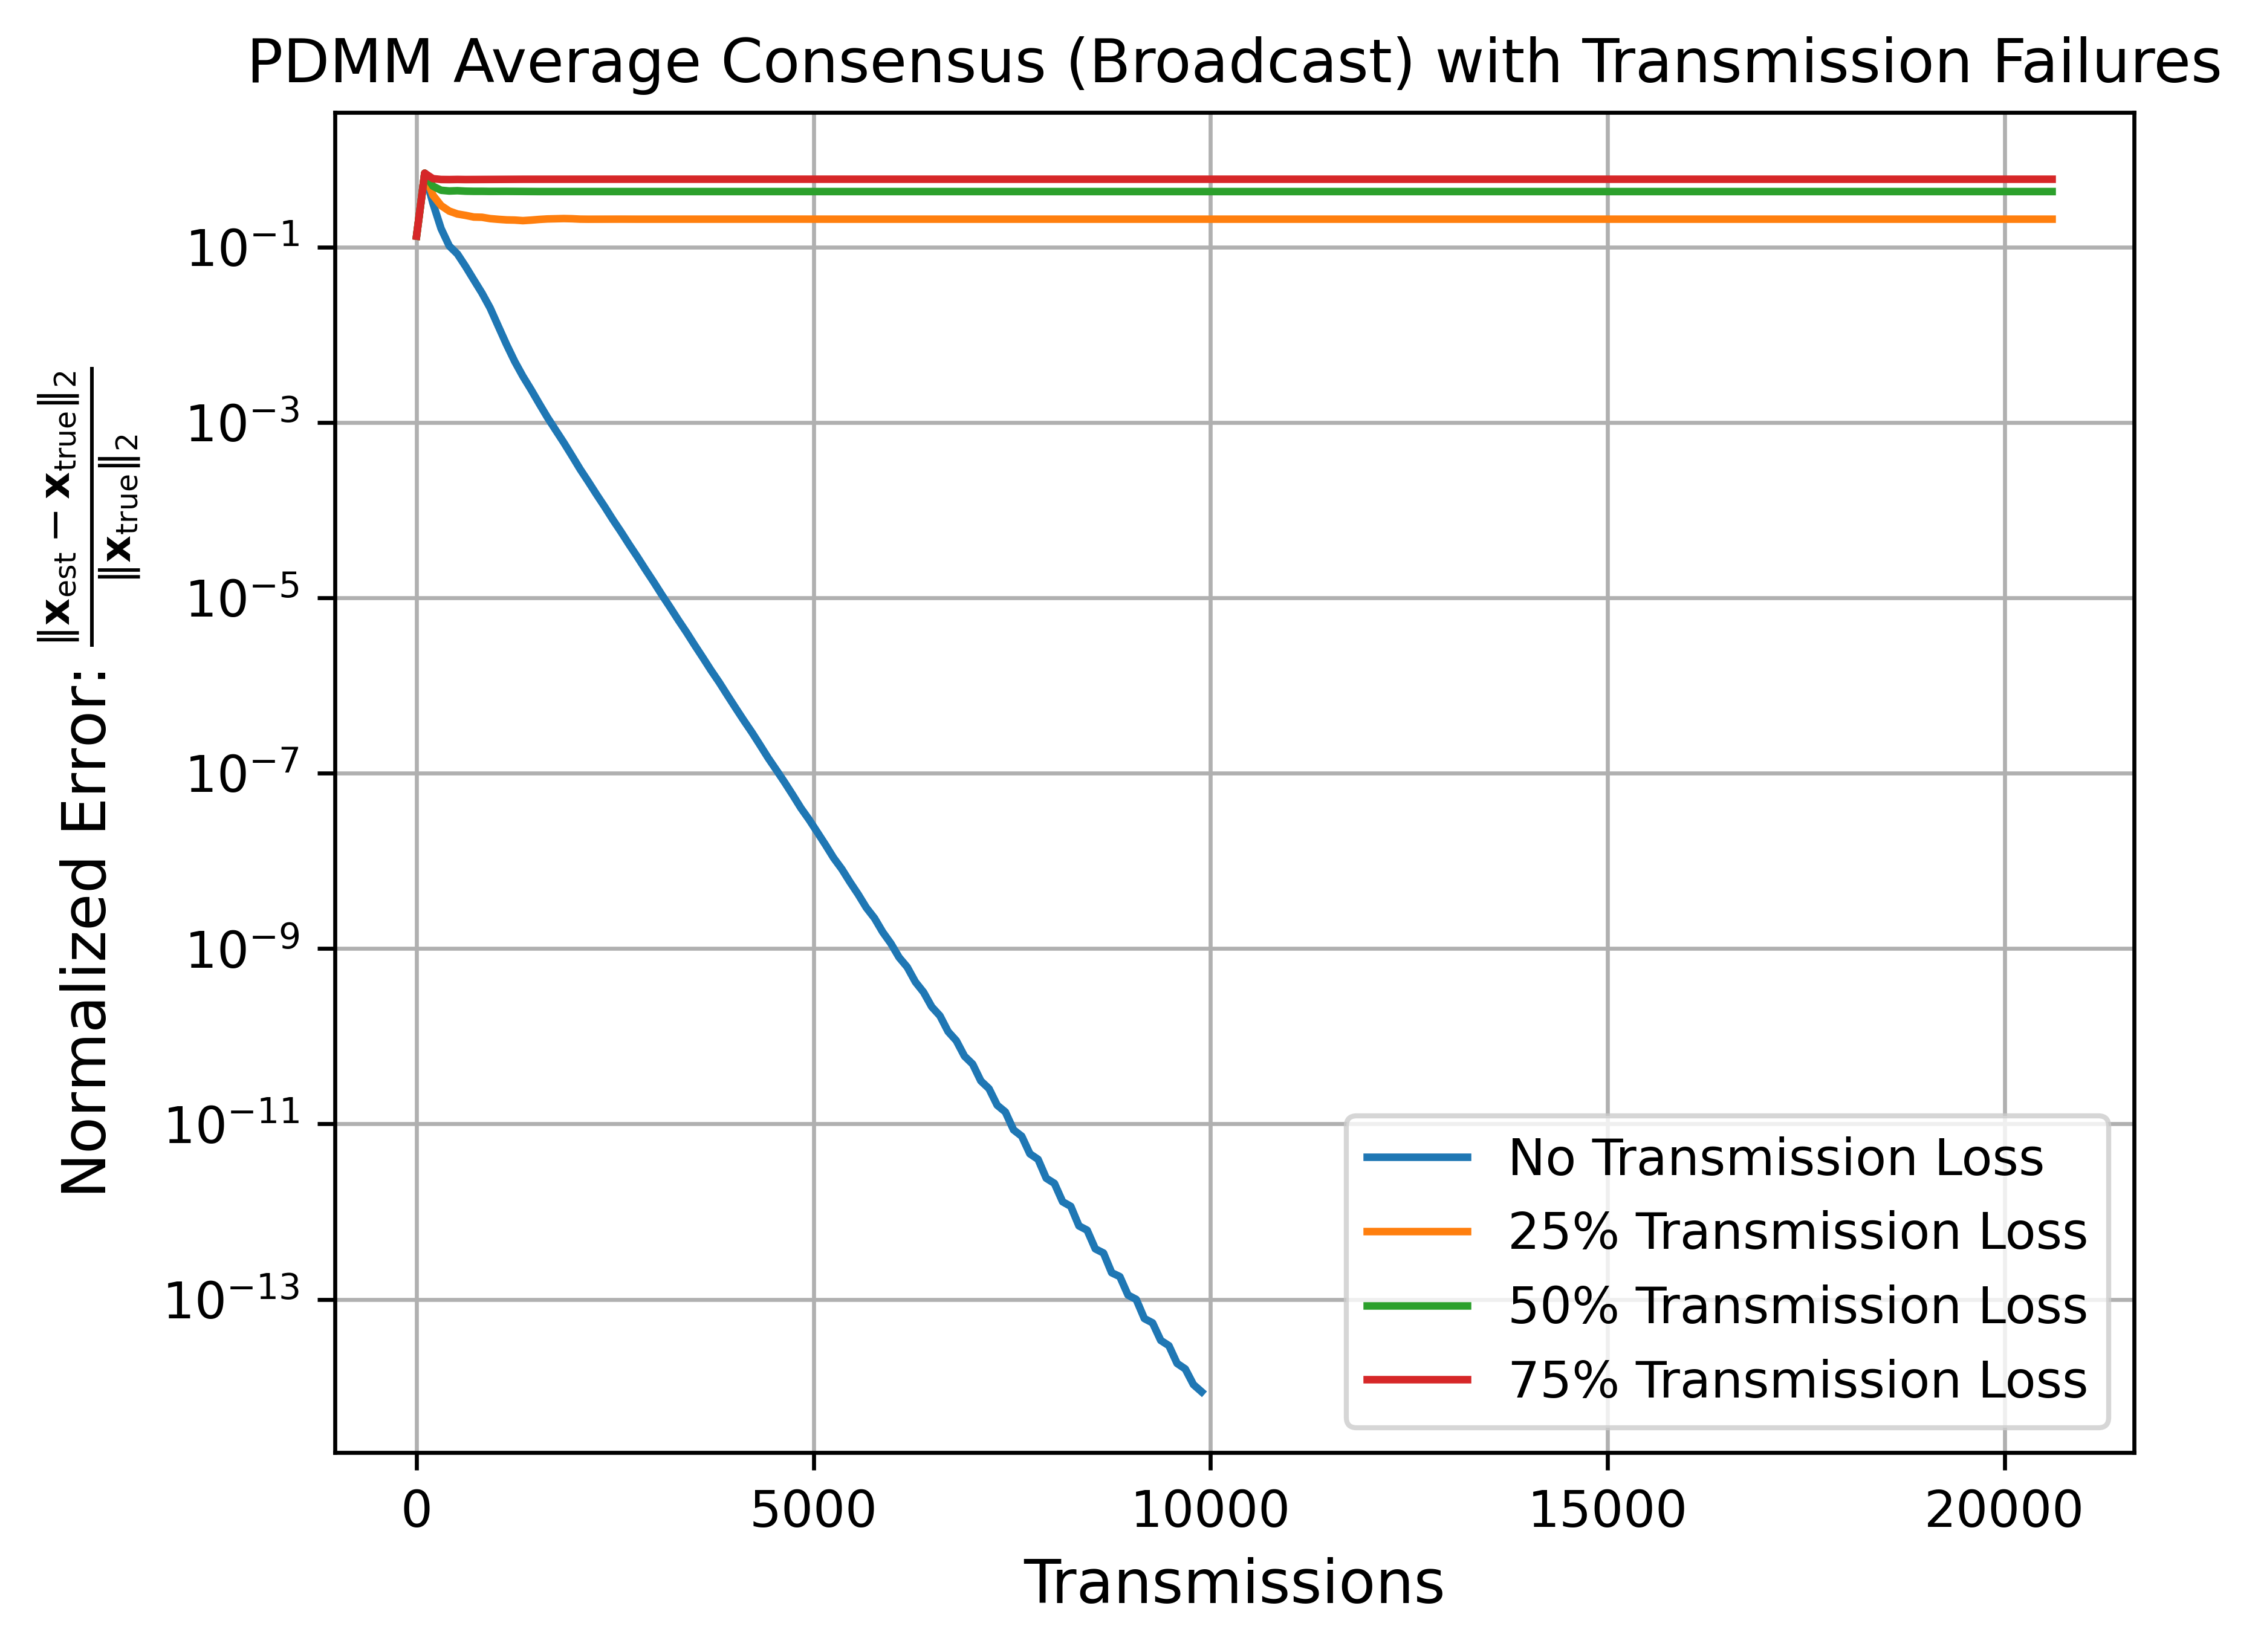 PDMM Average Consensus (Broadcast) with Transmission Failures
Normalized Error: ‖x_est − x_true‖₂ / ‖x_true‖₂
10⁻¹
10⁻³
10⁻⁵
10⁻⁷
10⁻⁹
10⁻¹¹
10⁻¹³
No Transmission Loss
25% Transmission Loss
50% Transmission Loss
75% Transmission Loss
0 5000 10000 15000 20000
Transmissions